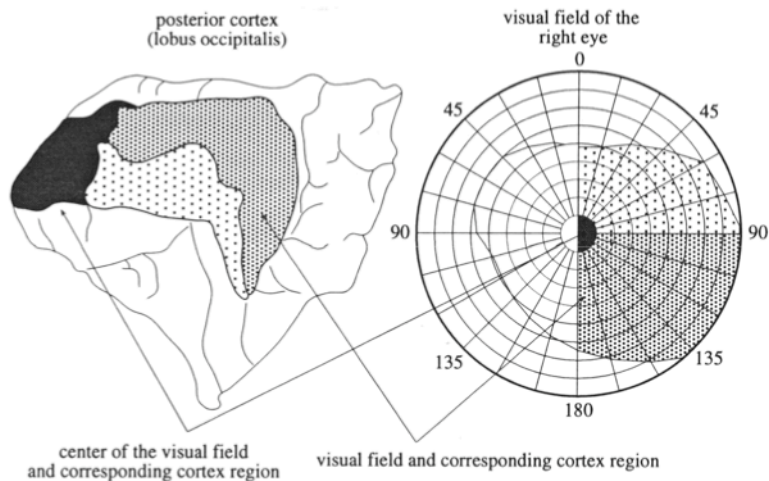 posterior cortex
(lobus occipitalis)
visual field of the
right eye
0
45
45
90
90
135
135
180
center of the visual field
and corresponding cortex region
visual field and corresponding cortex region